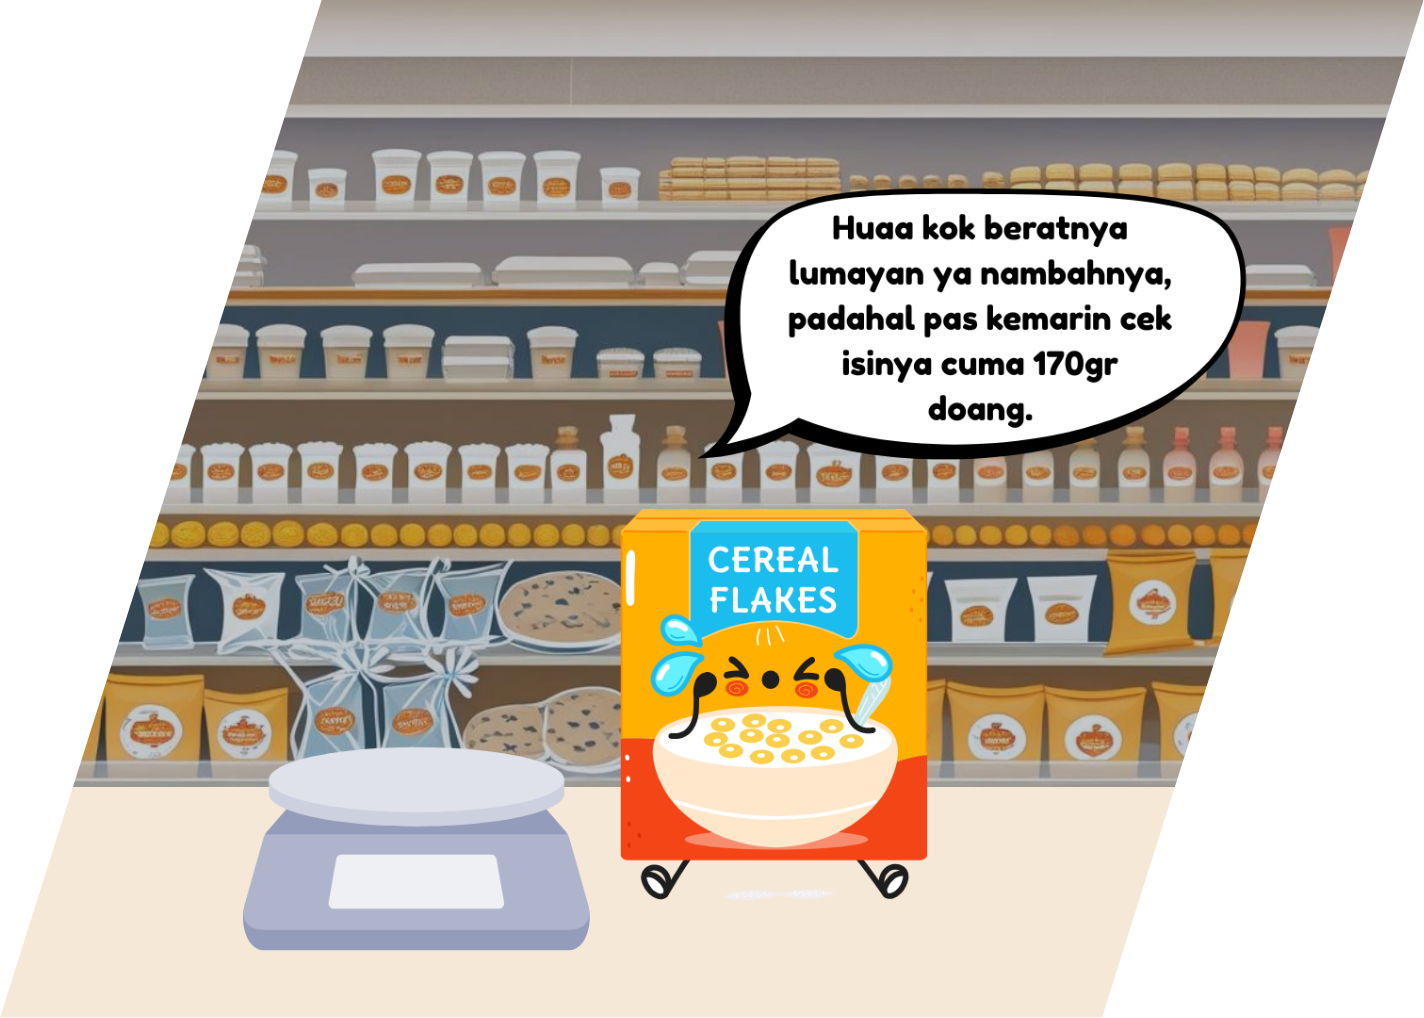 Huaa kok beratnya
lumayan ya nambahnya,
padahal pas kemarin cek
isinya cuma 170gr
doang.
CEREAL
FLAKES